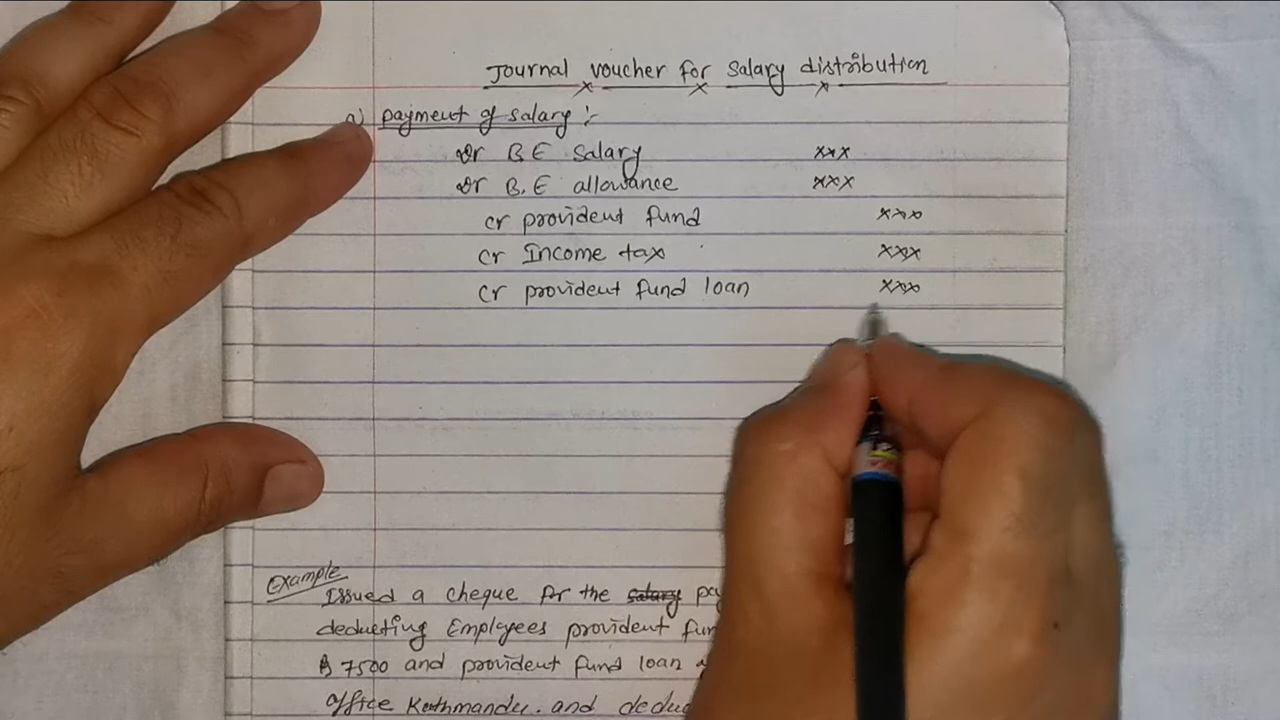 Journal voucher for salary distribution
a) payment of salary :-
Dr B.E salary xxx
Dr B.E allowance xxx
cr provident fund xxx
cr Income tax xxx
cr provident fund loan xxx
Example
Issued a cheque for the salary
deducting Employees provident
7500 and provident fund loan
office Kathmandu. and